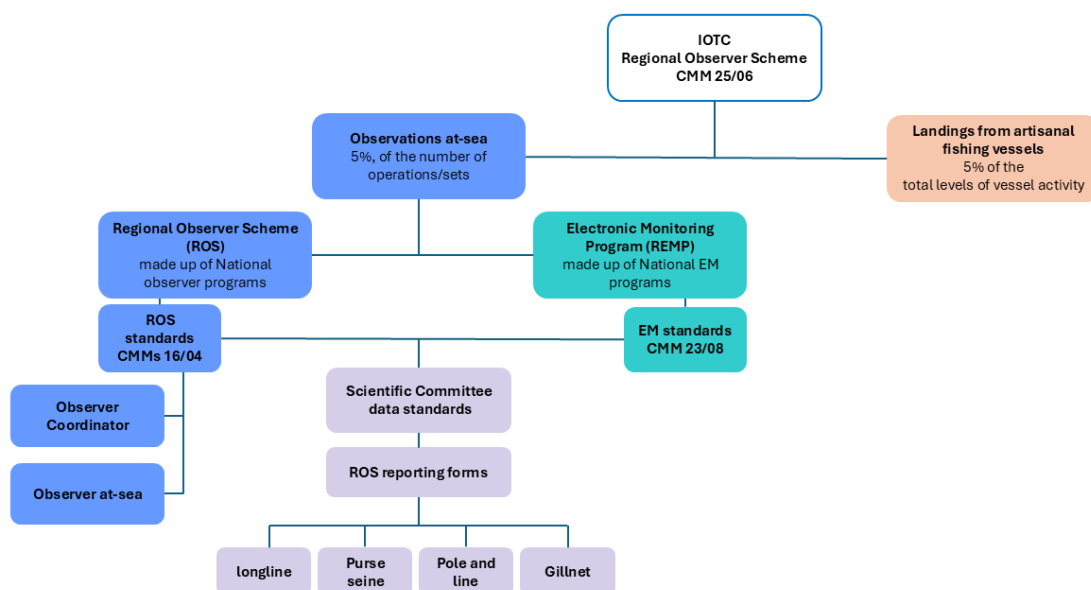 IOTC
Regional Observer Scheme
CMM 25/06
Observations at-sea
5%, of the number of
operations/sets
Landings from artisanal
fishing vessels
5% of the
total levels of vessel activity
Regional Observer Scheme
(ROS)
made up of National
observer programs
Electronic Monitoring
Program (REMP)
made up of National EM
programs
ROS
standards
CMMs 16/04
EM standards
CMM 23/08
Scientific Committee
data standards
Observer
Coordinator
ROS reporting forms
Observer at-sea
longline
Purse
seine
Pole and
line
Gillnet